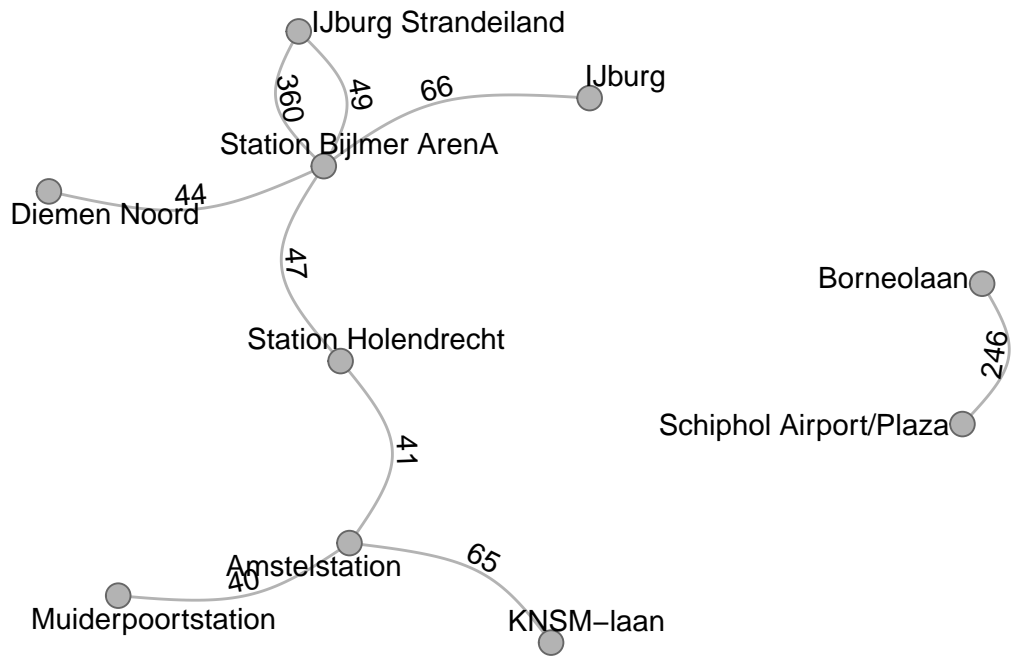 IJburg Strandeiland
360
49
66
IJburg
Station Bijlmer ArenA
44
Diemen Noord
47
Borneolaan
246
Station Holendrecht
Schiphol Airport/Plaza
41
65
Amstelstation
40
Muiderpoortstation
KNSM−laan